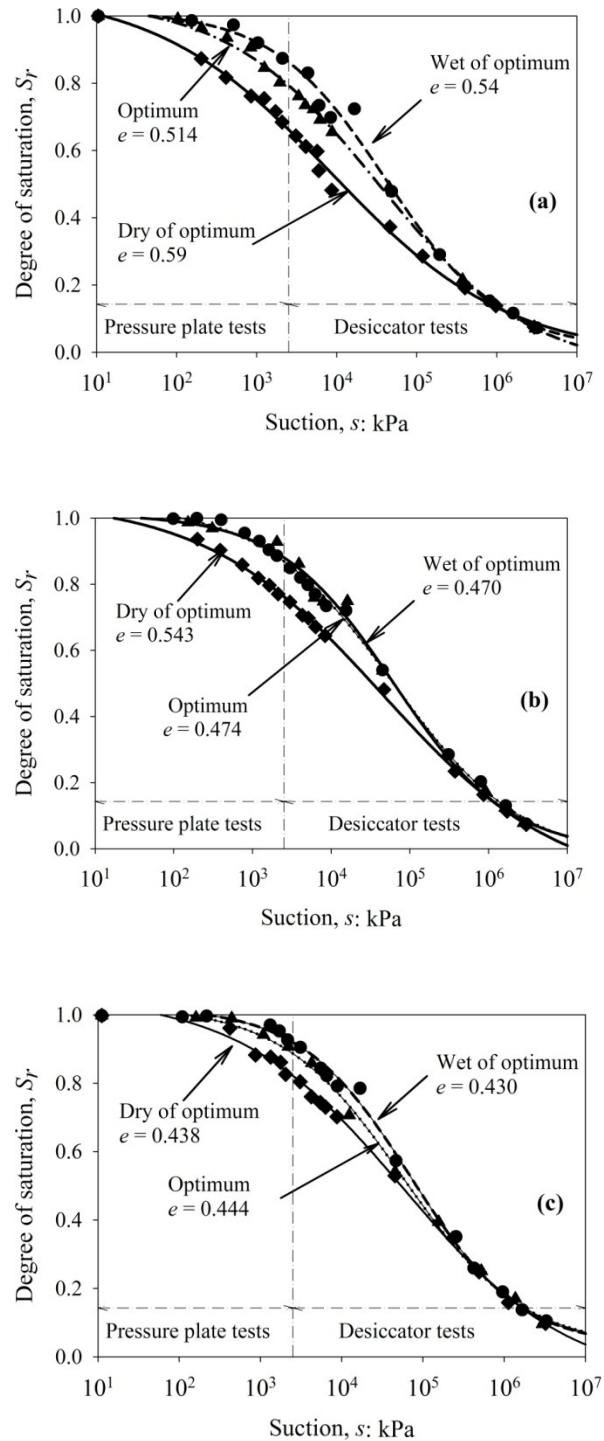 1.0
0.8
0.6
0.4
0.2
0.0
Degree of saturation, Sr
Wet of optimum
e = 0.54
Optimum
e = 0.514
Dry of optimum
e = 0.59
(a)
Pressure plate tests
Desiccator tests
10¹ 10² 10³ 10⁴ 10⁵ 10⁶ 10⁷
Suction, s: kPa
1.0
0.8
0.6
0.4
0.2
0.0
Degree of saturation, Sr
Wet of optimum
e = 0.470
Dry of optimum
e = 0.543
Optimum
e = 0.474
(b)
Pressure plate tests
Desiccator tests
10¹ 10² 10³ 10⁴ 10⁵ 10⁶ 10⁷
Suction, s: kPa
1.0
0.8
0.6
0.4
0.2
0.0
Degree of saturation, Sr
Wet of optimum
e = 0.430
Dry of optimum
e = 0.438
Optimum
e = 0.444
(c)
Pressure plate tests
Desiccator tests
10¹ 10² 10³ 10⁴ 10⁵ 10⁶ 10⁷
Suction, s: kPa